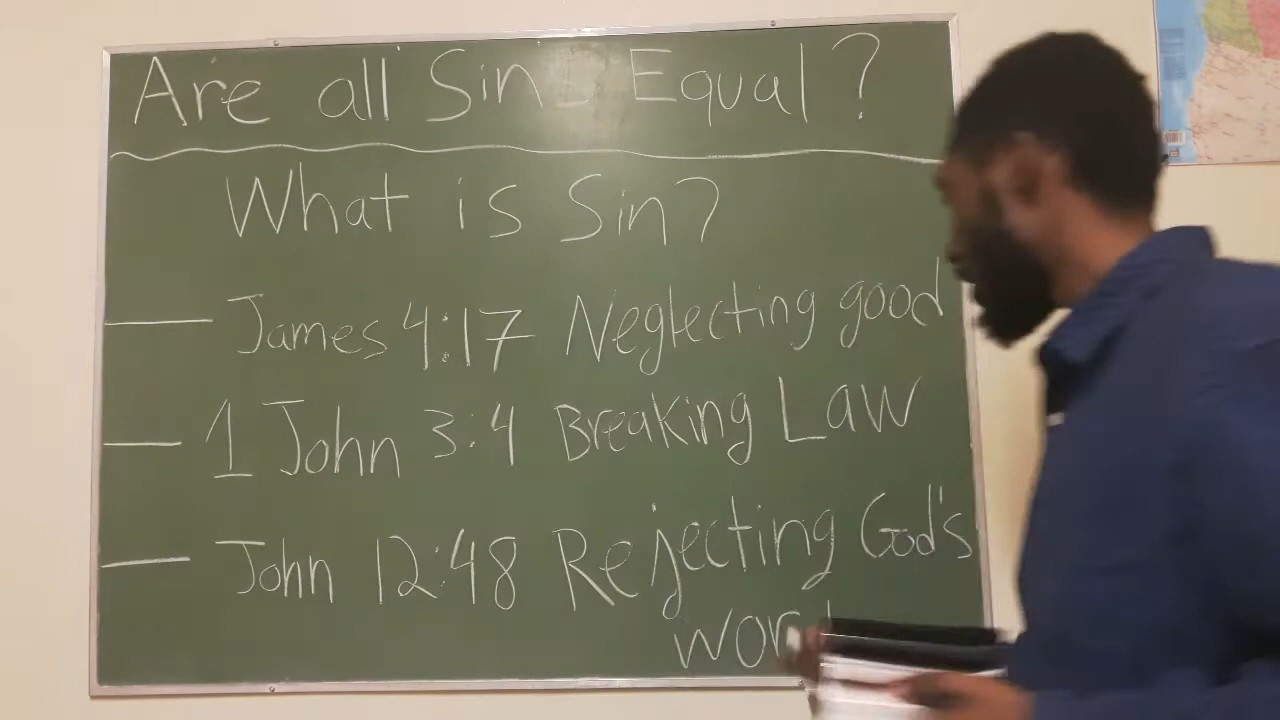 Are all Sins Equal?
What is Sin?
— James 4:17 Neglecting good
— 1 John 3:4 Breaking Law
— John 12:48 Rejecting God's